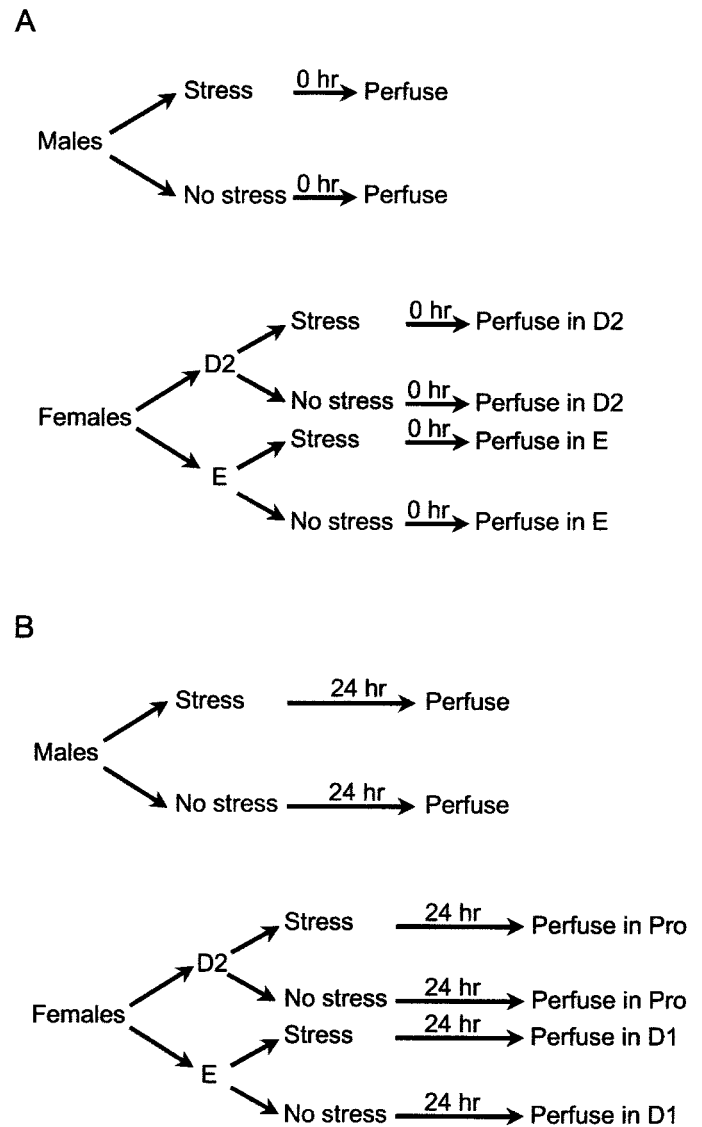 A
Stress 0 hr Perfuse
Males
No stress 0 hr Perfuse
Stress 0 hr Perfuse in D2
D2
No stress 0 hr Perfuse in D2
Females
Stress 0 hr Perfuse in E
E
No stress 0 hr Perfuse in E
B
Stress 24 hr Perfuse
Males
No stress 24 hr Perfuse
Stress 24 hr Perfuse in Pro
D2
No stress 24 hr Perfuse in Pro
Females
Stress 24 hr Perfuse in D1
E
No stress 24 hr Perfuse in D1